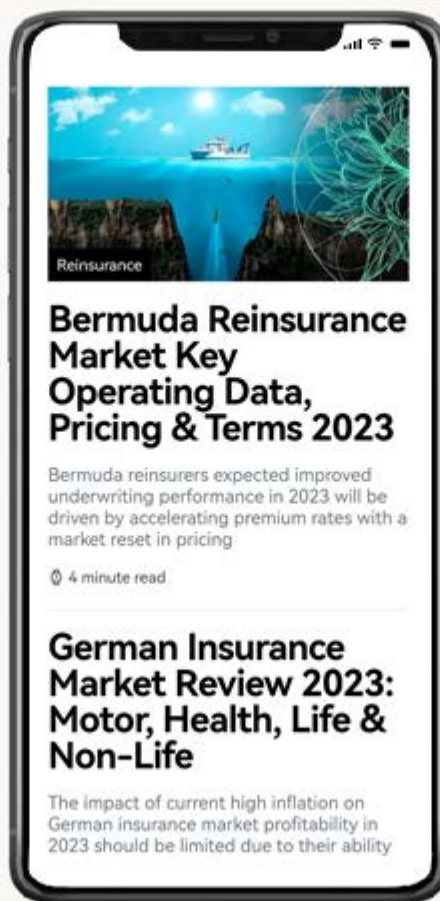 Reinsurance
Bermuda Reinsurance
Market Key
Operating Data,
Pricing & Terms 2023
Bermuda reinsurers expected improved
underwriting performance in 2023 will be
driven by accelerating premium rates with a
market reset in pricing
4 minute read
German Insurance
Market Review 2023:
Motor, Health, Life &
Non-Life
The impact of current high inflation on
German insurance market profitability in
2023 should be limited due to their ability